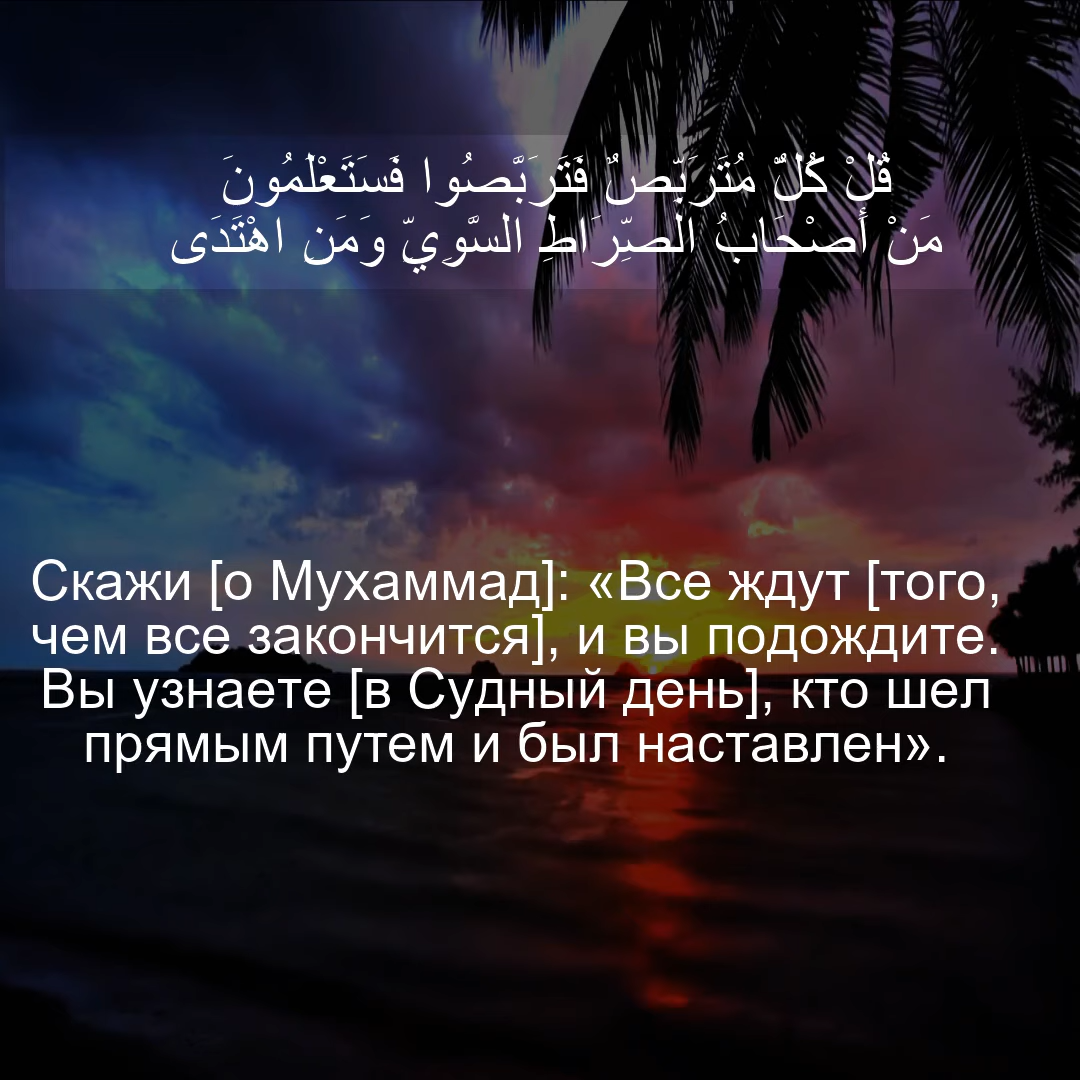 قُلْ كُلٌّ مُتَرَبِّصٌ فَتَرَبَّصُوا فَسَتَعْلَمُونَ
مَنْ أَصْحَابُ الصِّرَاطِ السَّوِيِّ وَمَنِ اهْتَدَى
Скажи [о Мухаммад]: «Все ждут [того,
чем все закончится], и вы подождите.
Вы узнаете [в Судный день], кто шел
прямым путем и был наставлен».